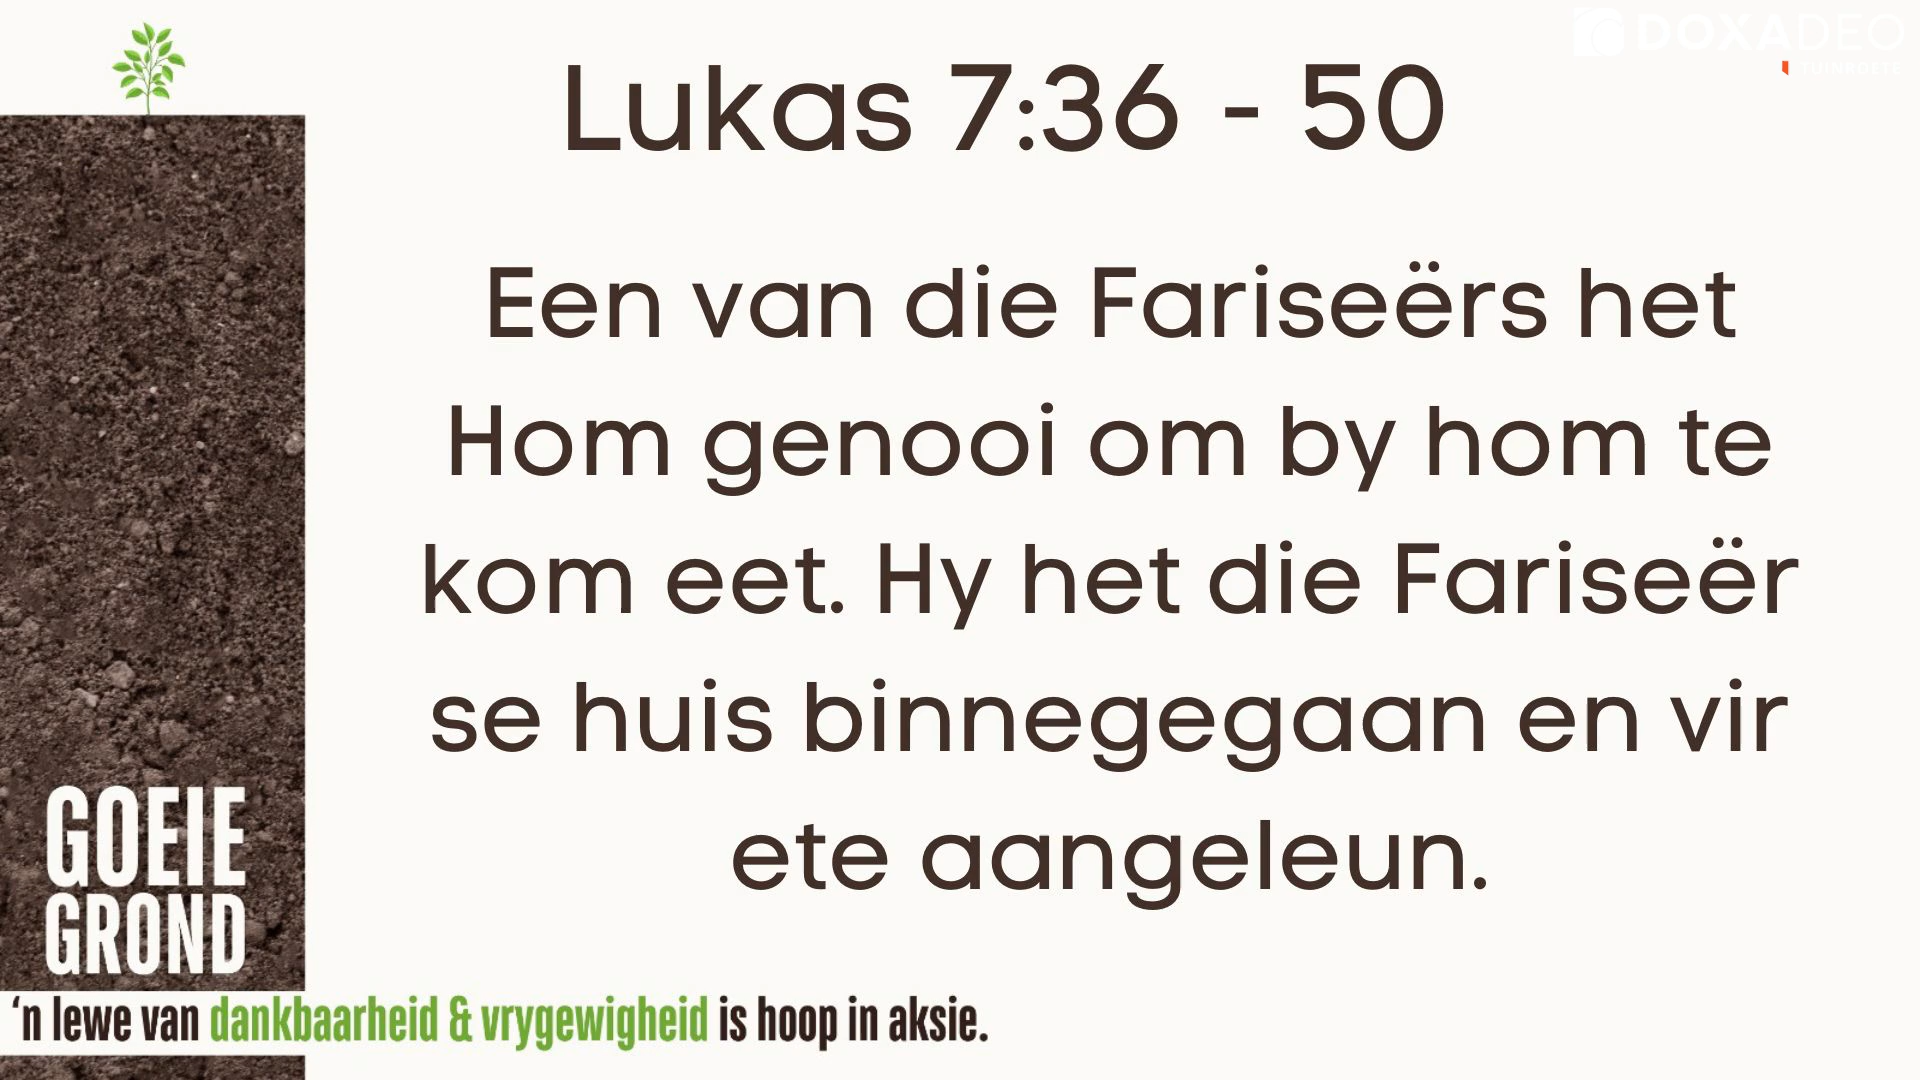 DOXADEO
TUINROETE
Lukas 7:36 - 50
Een van die Fariseërs het
Hom genooi om by hom te
kom eet. Hy het die Fariseër
se huis binnegegaan en vir
ete aangeleun.
GOEIE
GROND
‘n lewe van dankbaarheid & vrygewigheid is hoop in aksie.